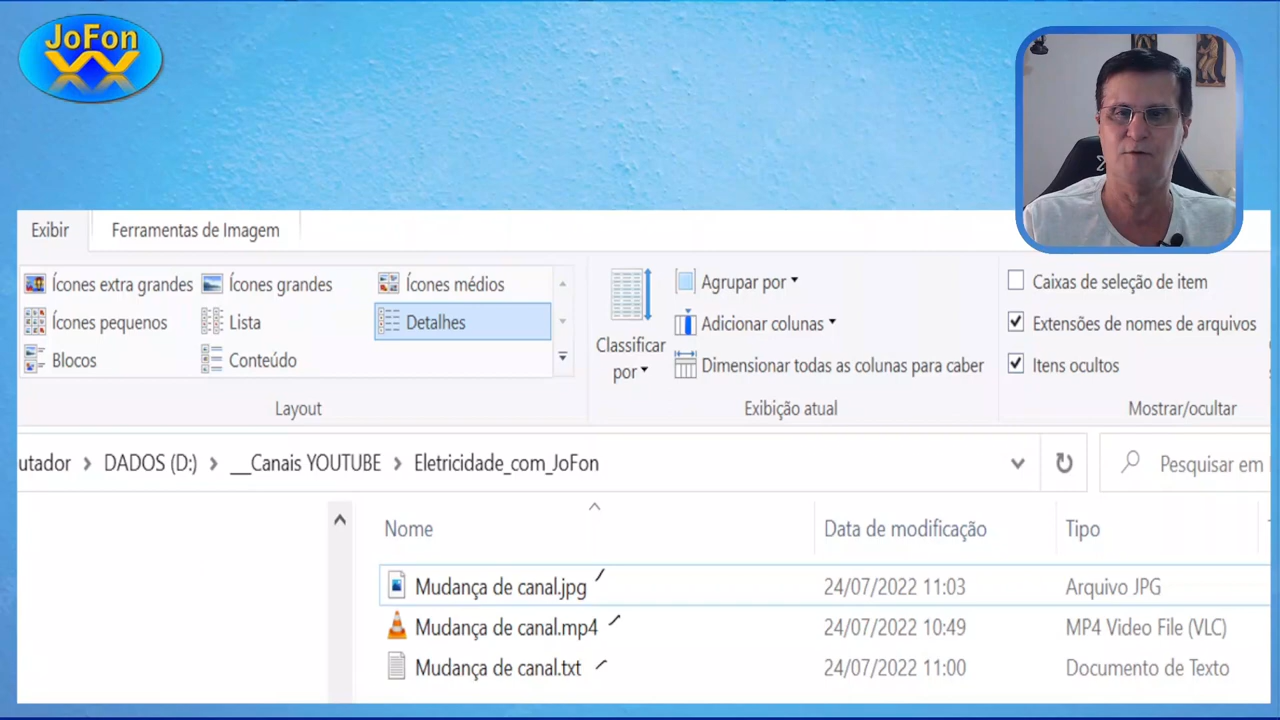 JoFon
Exibir
Ferramentas de Imagem
Ícones extra grandes
Ícones grandes
Ícones médios
Ícones pequenos
Lista
Detalhes
Blocos
Conteúdo
Layout
Classificar
por
Agrupar por
Adicionar colunas
Dimensionar todas as colunas para caber
Exibição atual
Caixas de seleção de item
Extensões de nomes de arquivos
Itens ocultos
Mostrar/ocultar
utador > DADOS (D:) > __Canais YOUTUBE > Eletricidade_com_JoFon
Pesquisar em
Nome Data de modificação Tipo
Mudança de canal.jpg 24/07/2022 11:03 Arquivo JPG
Mudança de canal.mp4 24/07/2022 10:49 MP4 Video File (VLC)
Mudança de canal.txt 24/07/2022 11:00 Documento de Texto